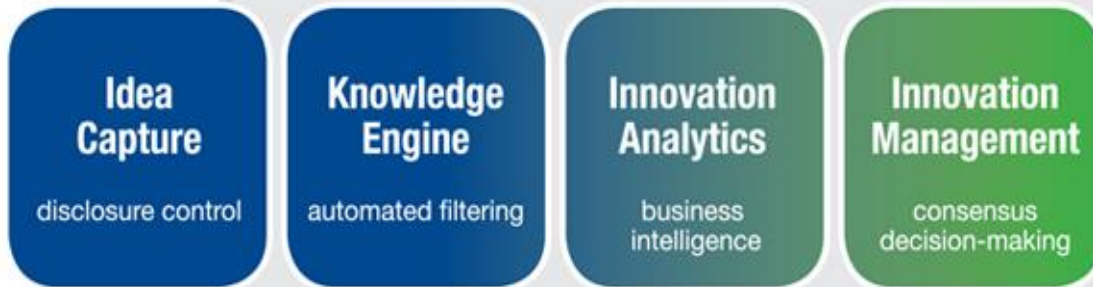 Idea
Capture
disclosure control
Knowledge
Engine
automated filtering
Innovation
Analytics
business
intelligence
Innovation
Management
consensus
decision-making